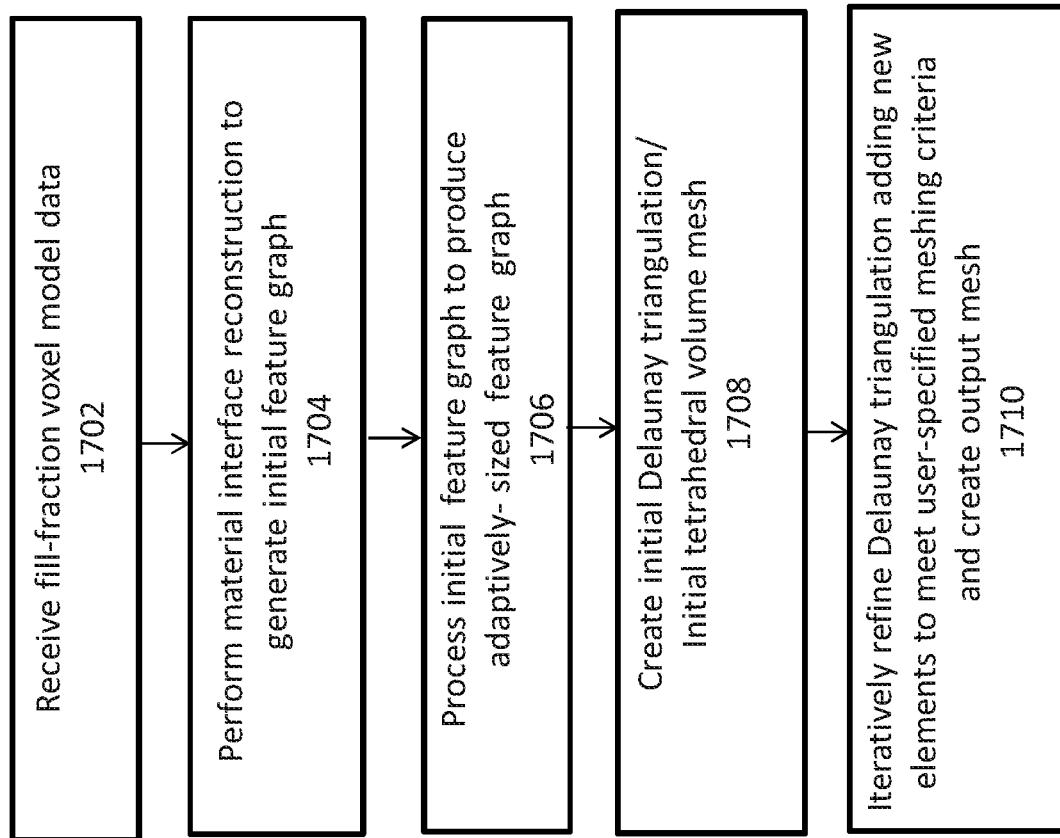 Receive fill-fraction voxel model data
1702
Perform material interface reconstruction to
generate initial feature graph
1704
Process initial feature graph to produce
adaptively- sized feature graph
1706
Create initial Delaunay triangulation/
Initial tetrahedral volume mesh
1708
Iteratively refine Delaunay triangulation adding new
elements to meet user-specified meshing criteria
and create output mesh
1710